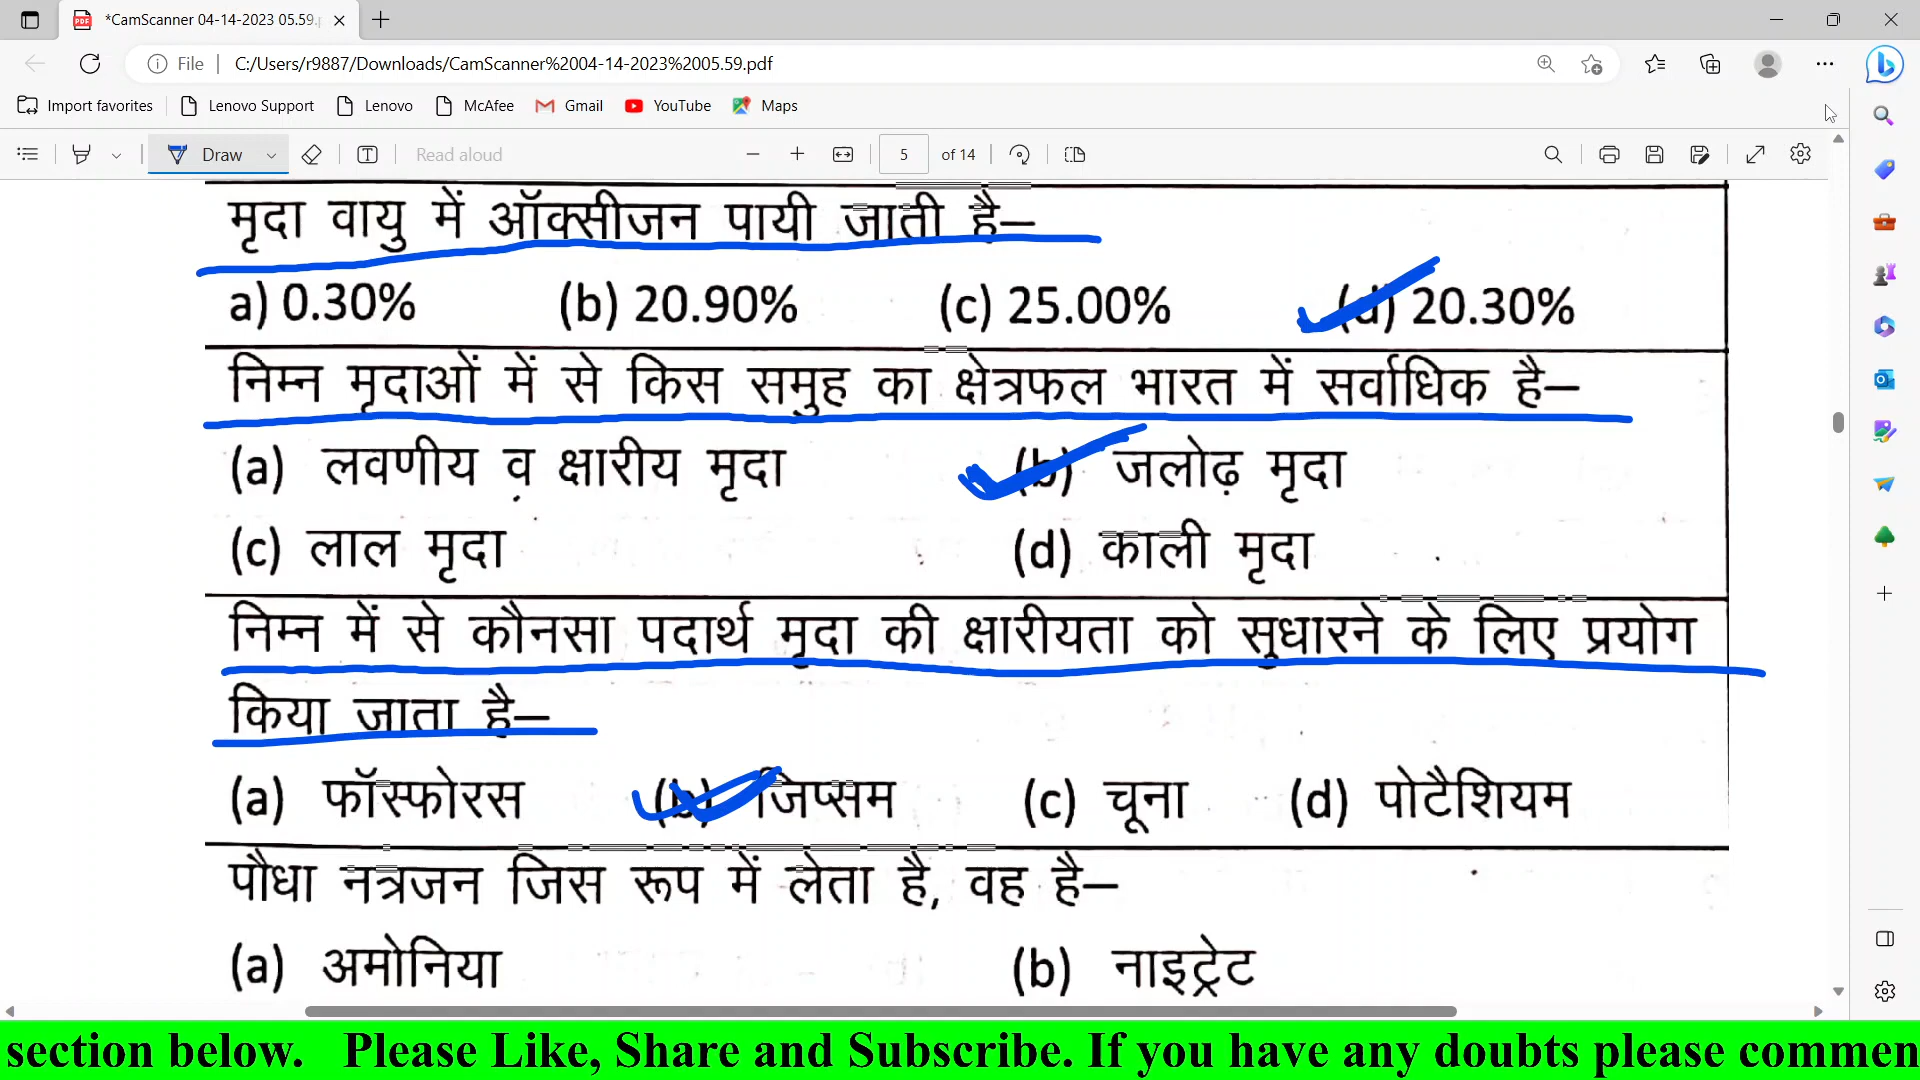 *CamScanner 04-14-2023 05.59.p
File
C:/Users/r9887/Downloads/CamScanner%2004-14-2023%2005.59.pdf
Import favorites
Lenovo Support
Lenovo
McAfee
Gmail
YouTube
Maps
Draw
Read aloud
5 of 14
मृदा वायु में ऑक्सीजन पायी जाती है–
a) 0.30% (b) 20.90% (c) 25.00% (d) 20.30%
निम्न मृदाओं में से किस समुह का क्षेत्रफल भारत में सर्वाधिक है–
(a) लवणीय व क्षारीय मृदा (b) जलोढ़ मृदा
(c) लाल मृदा (d) काली मृदा
निम्न में से कौनसा पदार्थ मृदा की क्षारीयता को सुधारने के लिए प्रयोग
किया जाता है–
(a) फॉस्फोरस (b) जिप्सम (c) चूना (d) पोटैशियम
पौधा नत्रजन जिस रूप में लेता है, वह है–
(a) अमोनिया (b) नाइट्रेट
section below. Please Like, Share and Subscribe. If you have any doubts please commen